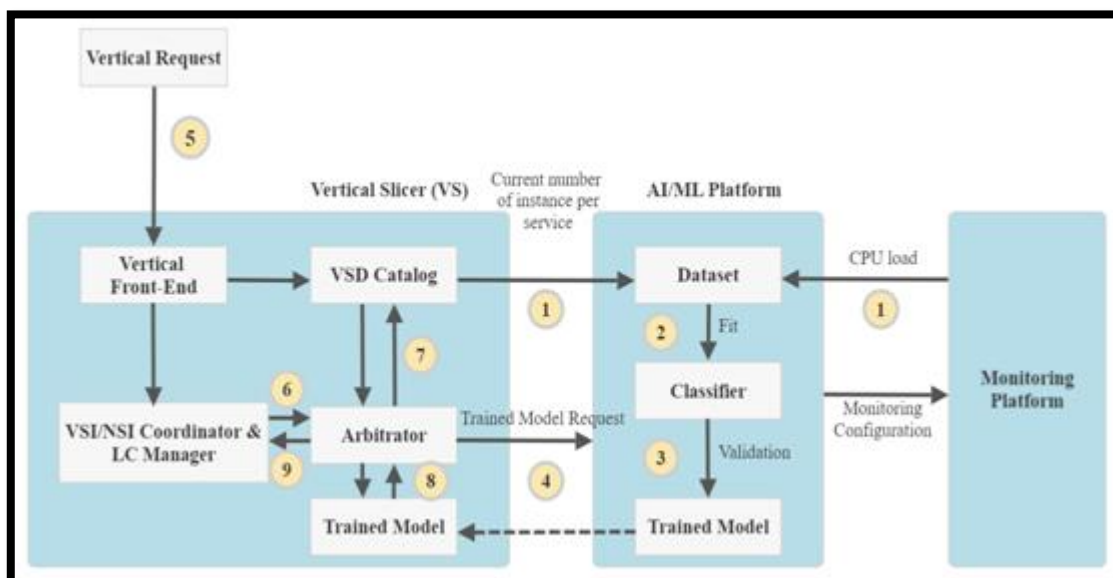 Vertical Request
5
Vertical Slicer (VS)
Current number
of instance per
service
AI/ML Platform
Vertical
Front-End
VSD Catalog
1
Dataset
CPU load
1
2
Fit
7
Classifier
Monitoring
Platform
6
Monitoring
Configuration
VSI/NSI Coordinator &
LC Manager
Arbitrator
Trained Model Request
9
8
4
3
Validation
Trained Model
Trained Model